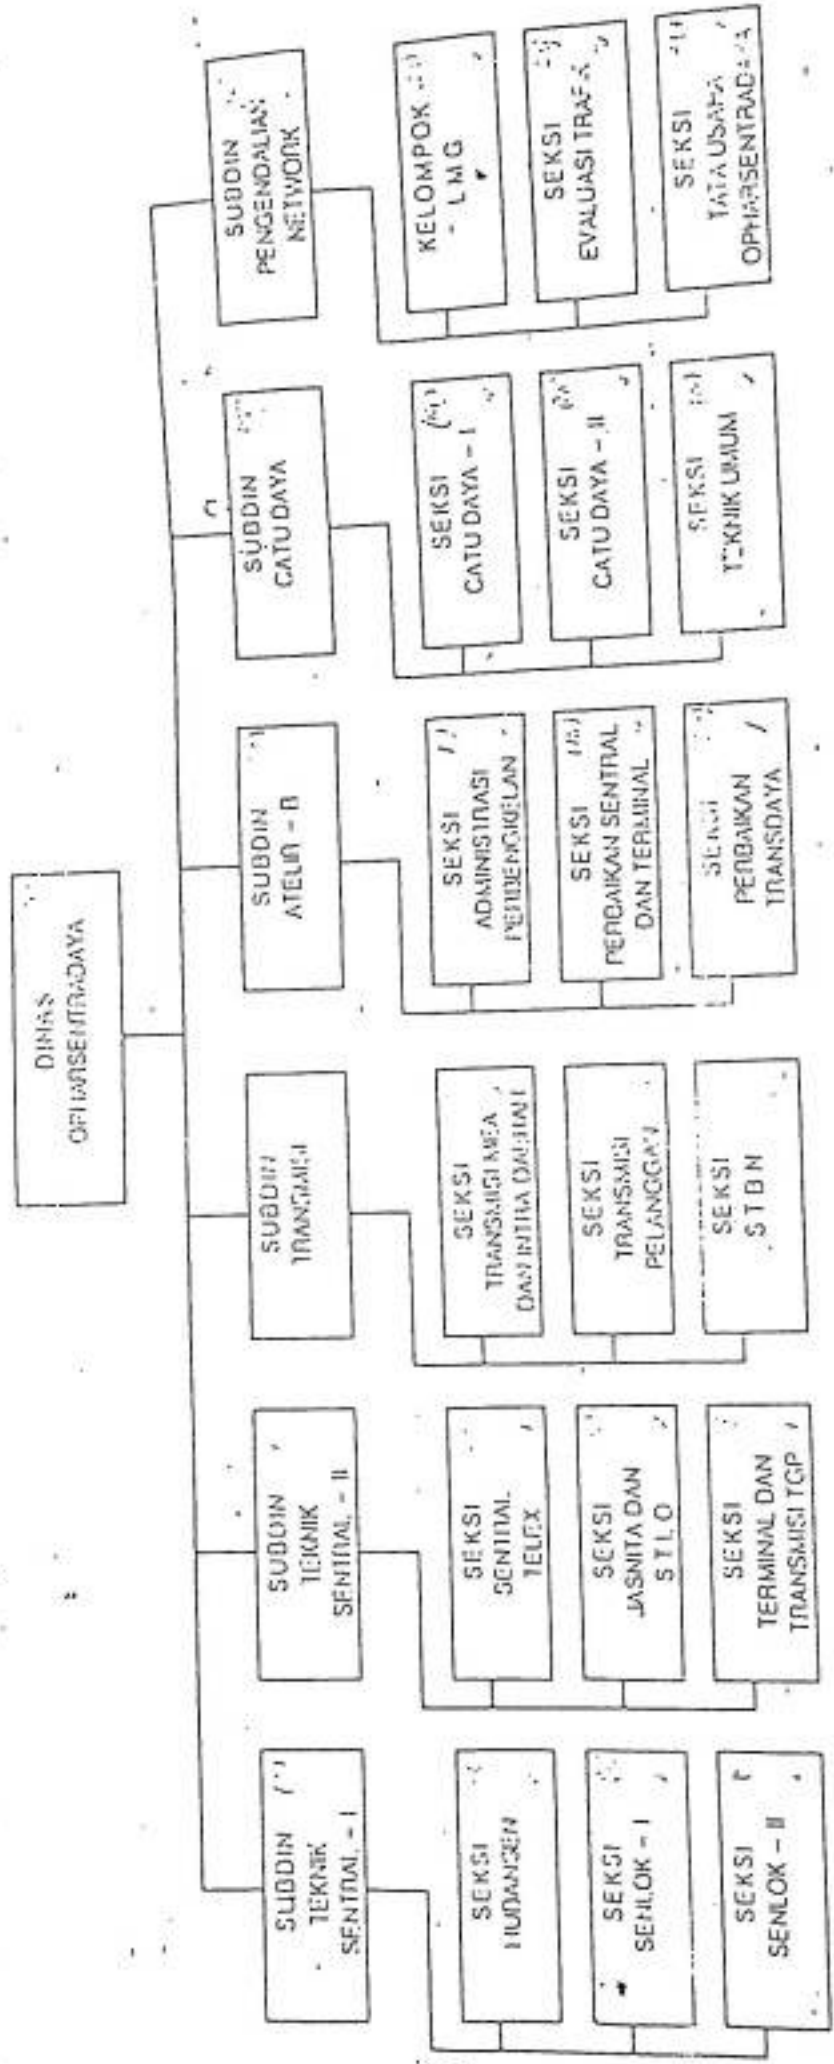 DINAS
OPHARSENTRADAYA
SUBDIN
TEKNIK
SENTRAL - I
SEKSI
SEKSI
SENLOK - I
SEKSI
SENLOK - II
SUBDIN
TEKNIK
SENTRAL - II
SEKSI
SENTRAL
TELEX
SEKSI
JASNITA DAN
STLO
SEKSI
TERMINAL DAN
TRANSMISI TGP
SUBDIN
TRANSMISI
SEKSI
TRANSMISI MEA
DAN INTRA DAERAH
SEKSI
TRANSMISI
PELANGGAN
SEKSI
STBN
SUBDIN
ATELIR - B
SEKSI
ADMINISTRASI
PERBENGKELAN
SEKSI
PERBAIKAN SENTRAL
DAN TERMINAL
SEKSI
PERBAIKAN
TRANSDAYA
SUBDIN
CATU DAYA
SEKSI
CATU DAYA - I
SEKSI
CATU DAYA - II
SEKSI
TEKNIK UMUM
SUBDIN
PENGENDALIAN
NETWORK
KELOMPOK
LMG
SEKSI
EVALUASI TRAFIK
SEKSI
TATA USAHA
OPHARSENTRADAYA